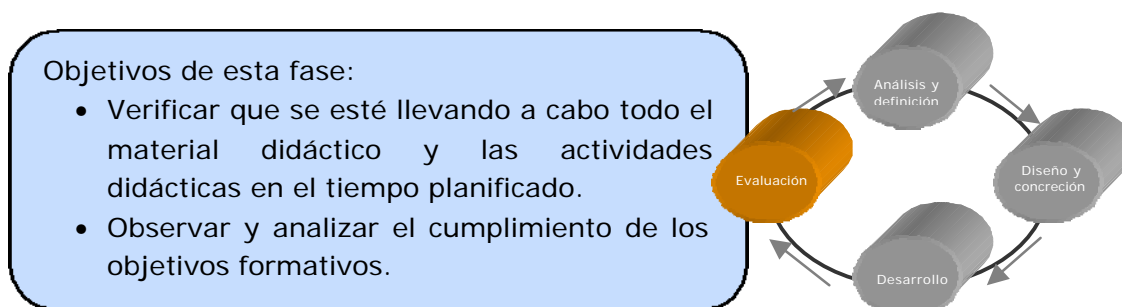 Objetivos de esta fase:
• Verificar que se esté llevando a cabo todo el
material didáctico y las actividades
didácticas en el tiempo planificado.
• Observar y analizar el cumplimiento de los
objetivos formativos.
Análisis y
definición
Evaluación
Diseño y
concreción
Desarrollo